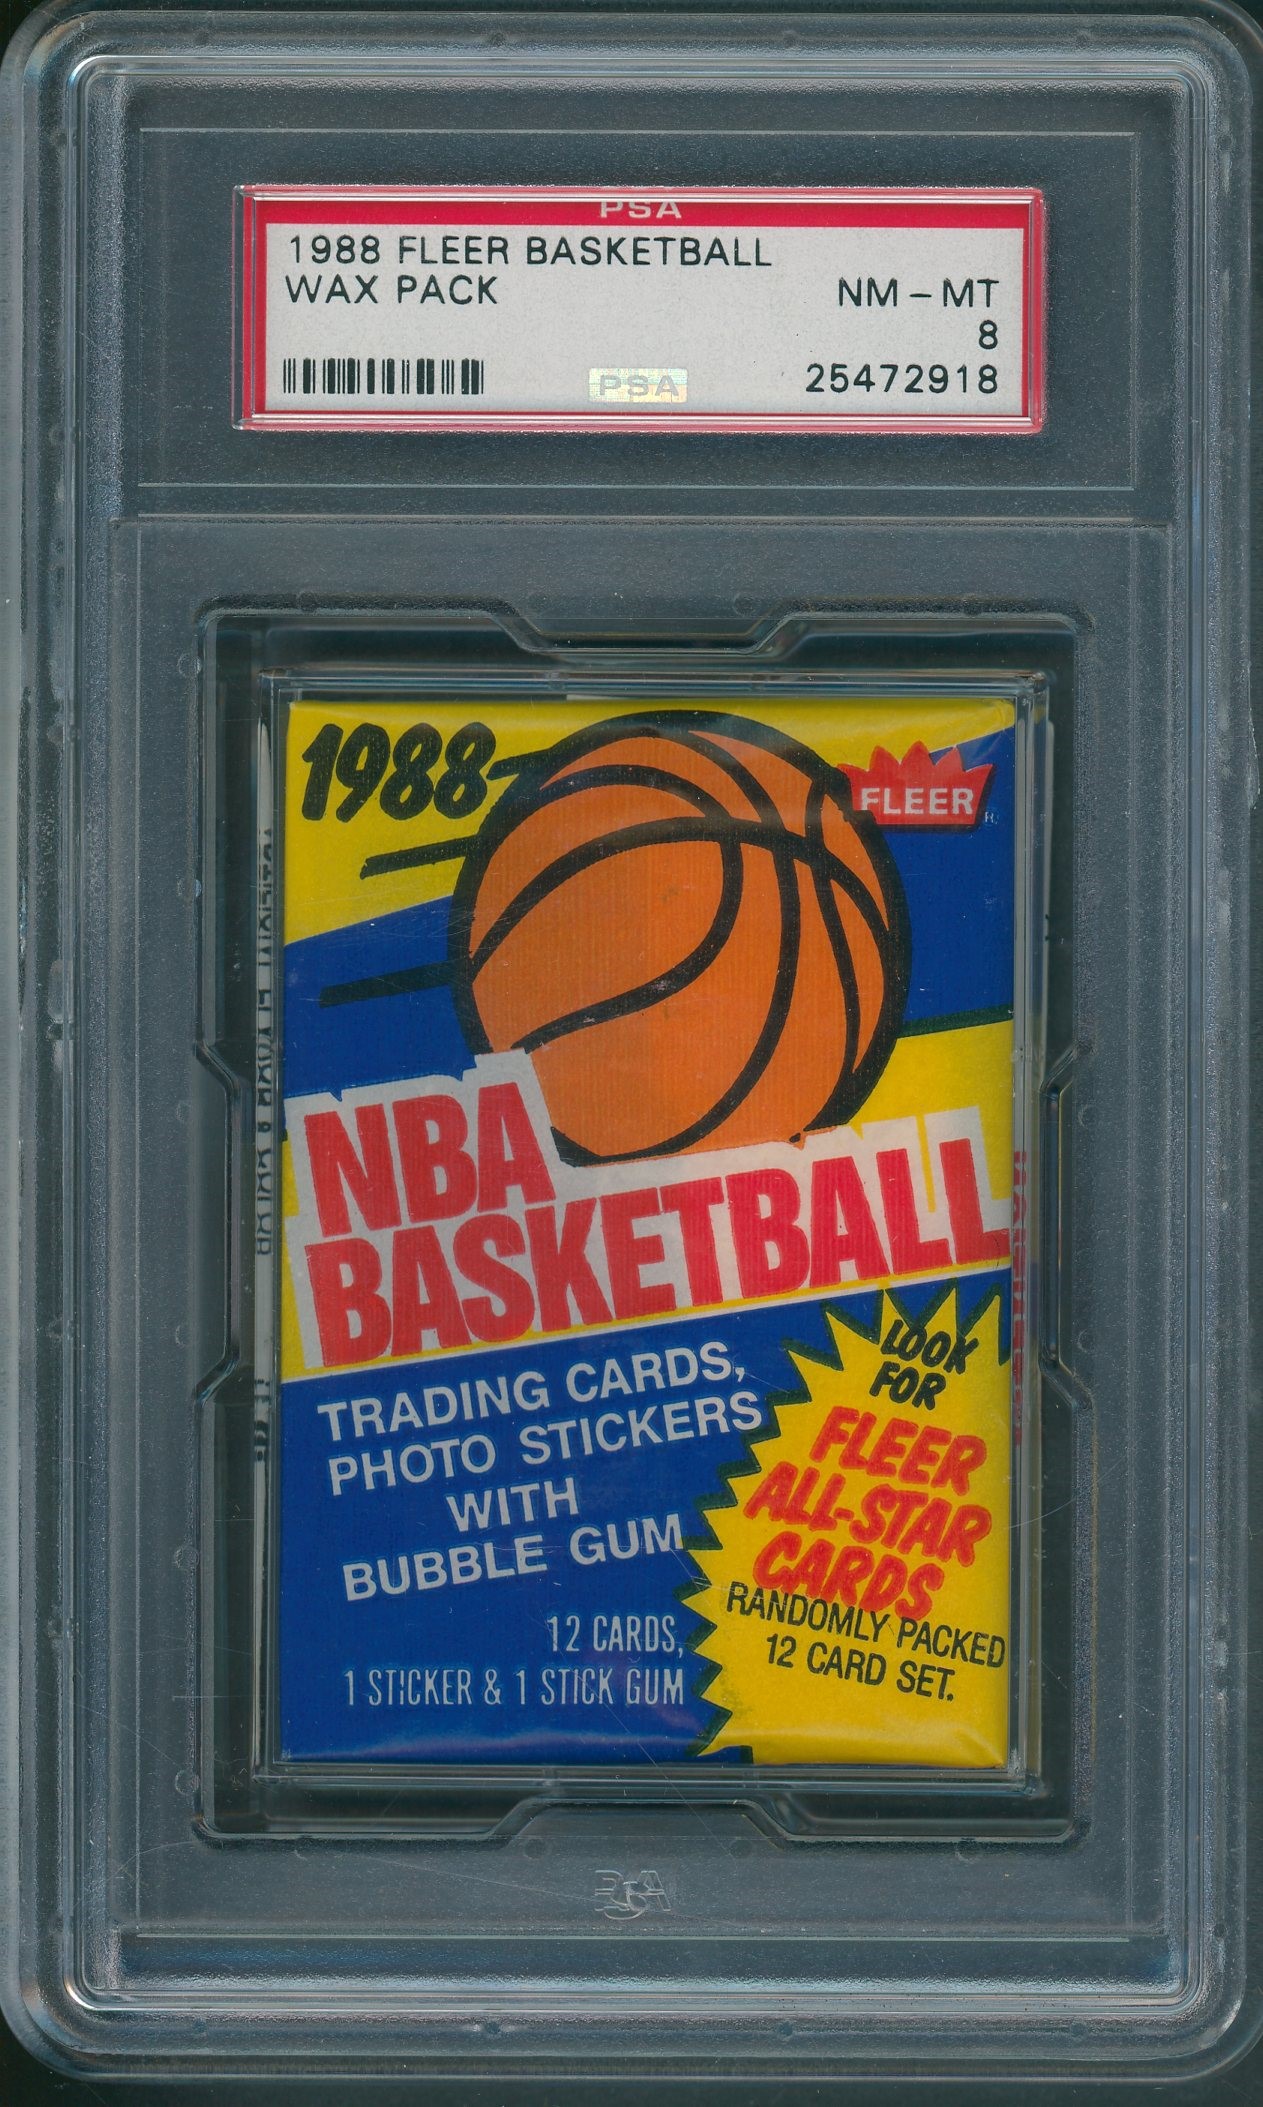 PSA
1988 FLEER BASKETBALL
WAX PACK
NM - MT
8
PSA
25472918
1988
FLEER
NBA
BASKETBALL
TRADING CARDS,
PHOTO STICKERS
WITH
BUBBLE GUM
12 CARDS,
1 STICKER & 1 STICK GUM
LOOK
FOR
FLEER
ALL-STAR
CARDS
RANDOMLY PACKED
12 CARD SET.
PSA